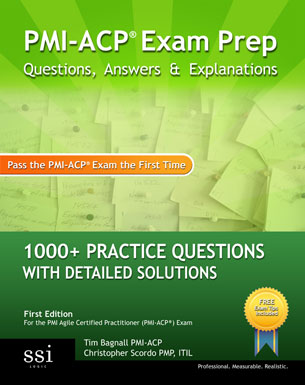 PMI-ACP® Exam Prep
Questions, Answers & Explanations
Pass the PMI-ACP® Exam the First Time
1000+ PRACTICE QUESTIONS
WITH DETAILED SOLUTIONS
First Edition
For the PMI Agile Certified Practitioner (PMI-ACP®) Exam
FREE
Exam Tips
Included
ssi
LOGIC
Tim Bagnall PMI-ACP
Christopher Scordo PMP, ITIL
Professional. Measurable. Realistic.